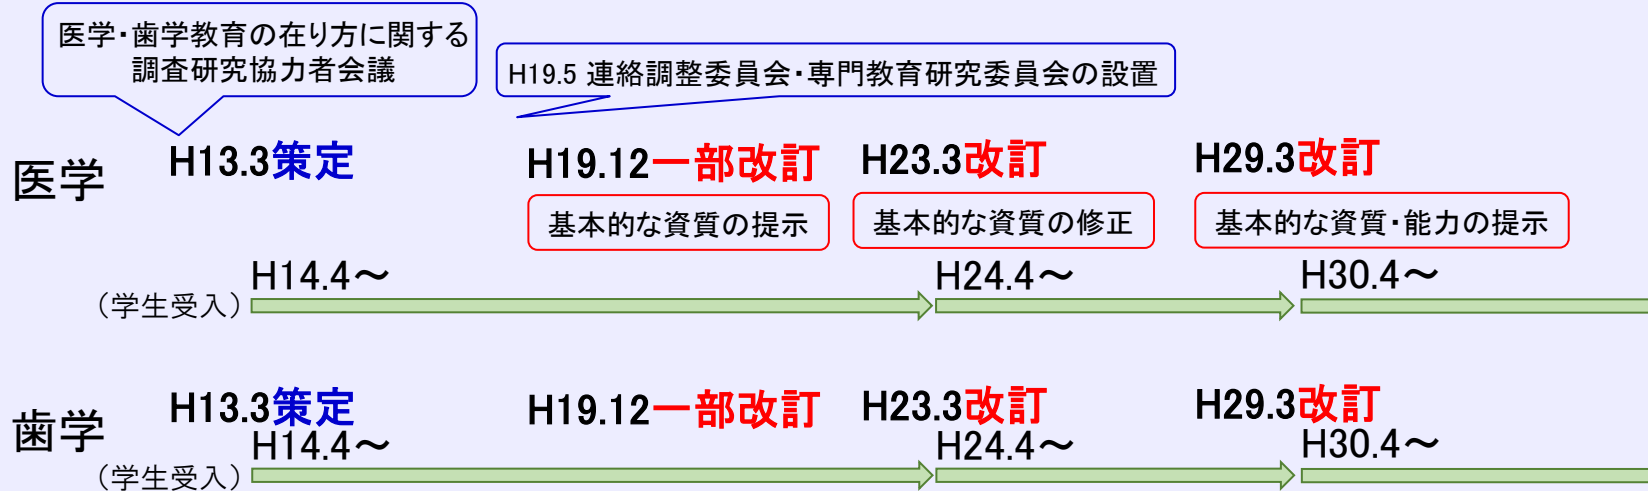 医学・歯学教育の在り方に関する
調査研究協力者会議
H19.5 連絡調整委員会・専門教育研究委員会の設置
医学
H13.3策定
H19.12一部改訂
H23.3改訂
H29.3改訂
基本的な資質の提示
基本的な資質の修正
基本的な資質・能力の提示
（学生受入）
H14.4～
H24.4～
H30.4～
歯学
H13.3策定
H19.12一部改訂
H23.3改訂
H29.3改訂
（学生受入）
H14.4～
H24.4～
H30.4～